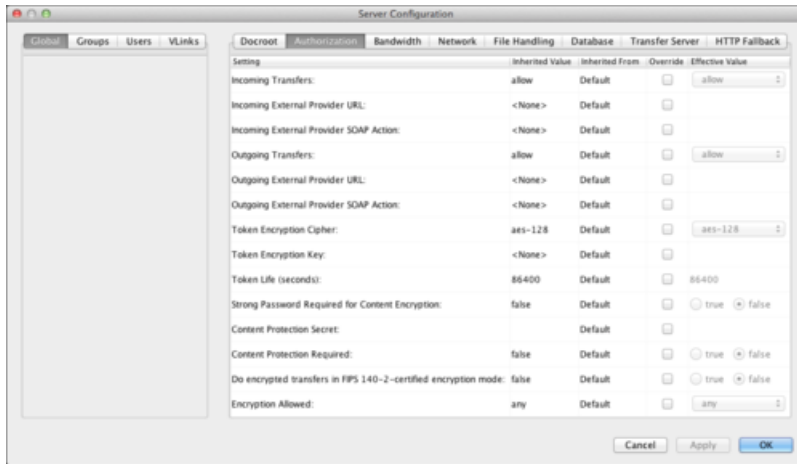 Server Configuration
Global Groups Users VLinks
Docroot Authorization Bandwidth Network File Handling Database Transfer Server HTTP Fallback
Setting Inherited Value Inherited From Override Effective Value
Incoming Transfers: allow Default allow
Incoming External Provider URL: <None> Default
Incoming External Provider SOAP Action: <None> Default
Outgoing Transfers: allow Default allow
Outgoing External Provider URL: <None> Default
Outgoing External Provider SOAP Action: <None> Default
Token Encryption Cipher: aes-128 Default aes-128
Token Encryption Key: <None> Default
Token Life (seconds): 86400 Default 86400
Strong Password Required for Content Encryption: false Default true false
Content Protection Secret: Default
Content Protection Required: false Default true false
Do encrypted transfers in FIPS 140-2-certified encryption mode: false Default true false
Encryption Allowed: any Default any
Cancel Apply OK